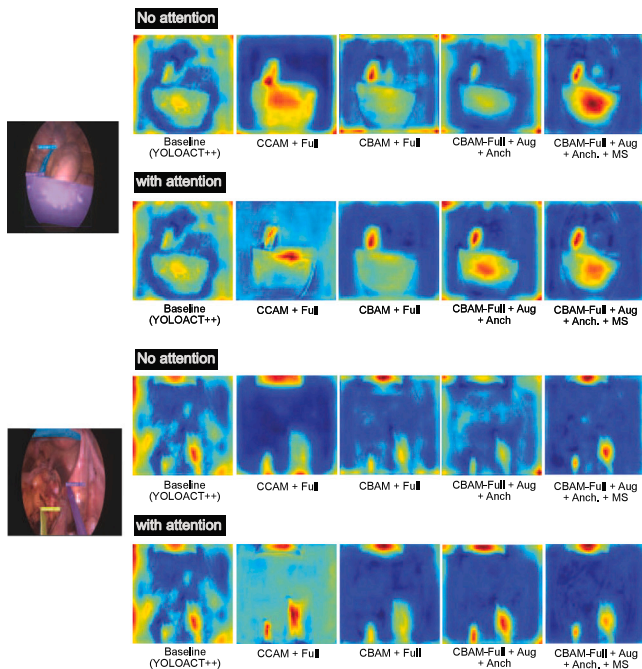 No attention
Baseline
(YOLOACT++)
CCAM + Full
CBAM + Full
CBAM-Full + Aug
+ Anch
CBAM-Full + Aug
+ Anch. + MS
with attention
Baseline
(YOLOACT++)
CCAM + Full
CBAM + Full
CBAM-Full + Aug
+ Anch
CBAM-Full + Aug
+ Anch. + MS
No attention
Baseline
(YOLOACT++)
CCAM + Full
CBAM + Full
CBAM-Full + Aug
+ Anch
CBAM-Full + Aug
+ Anch. + MS
with attention
Baseline
(YOLOACT++)
CCAM + Full
CBAM + Full
CBAM-Full + Aug
+ Anch
CBAM-Full + Aug
+ Anch. + MS